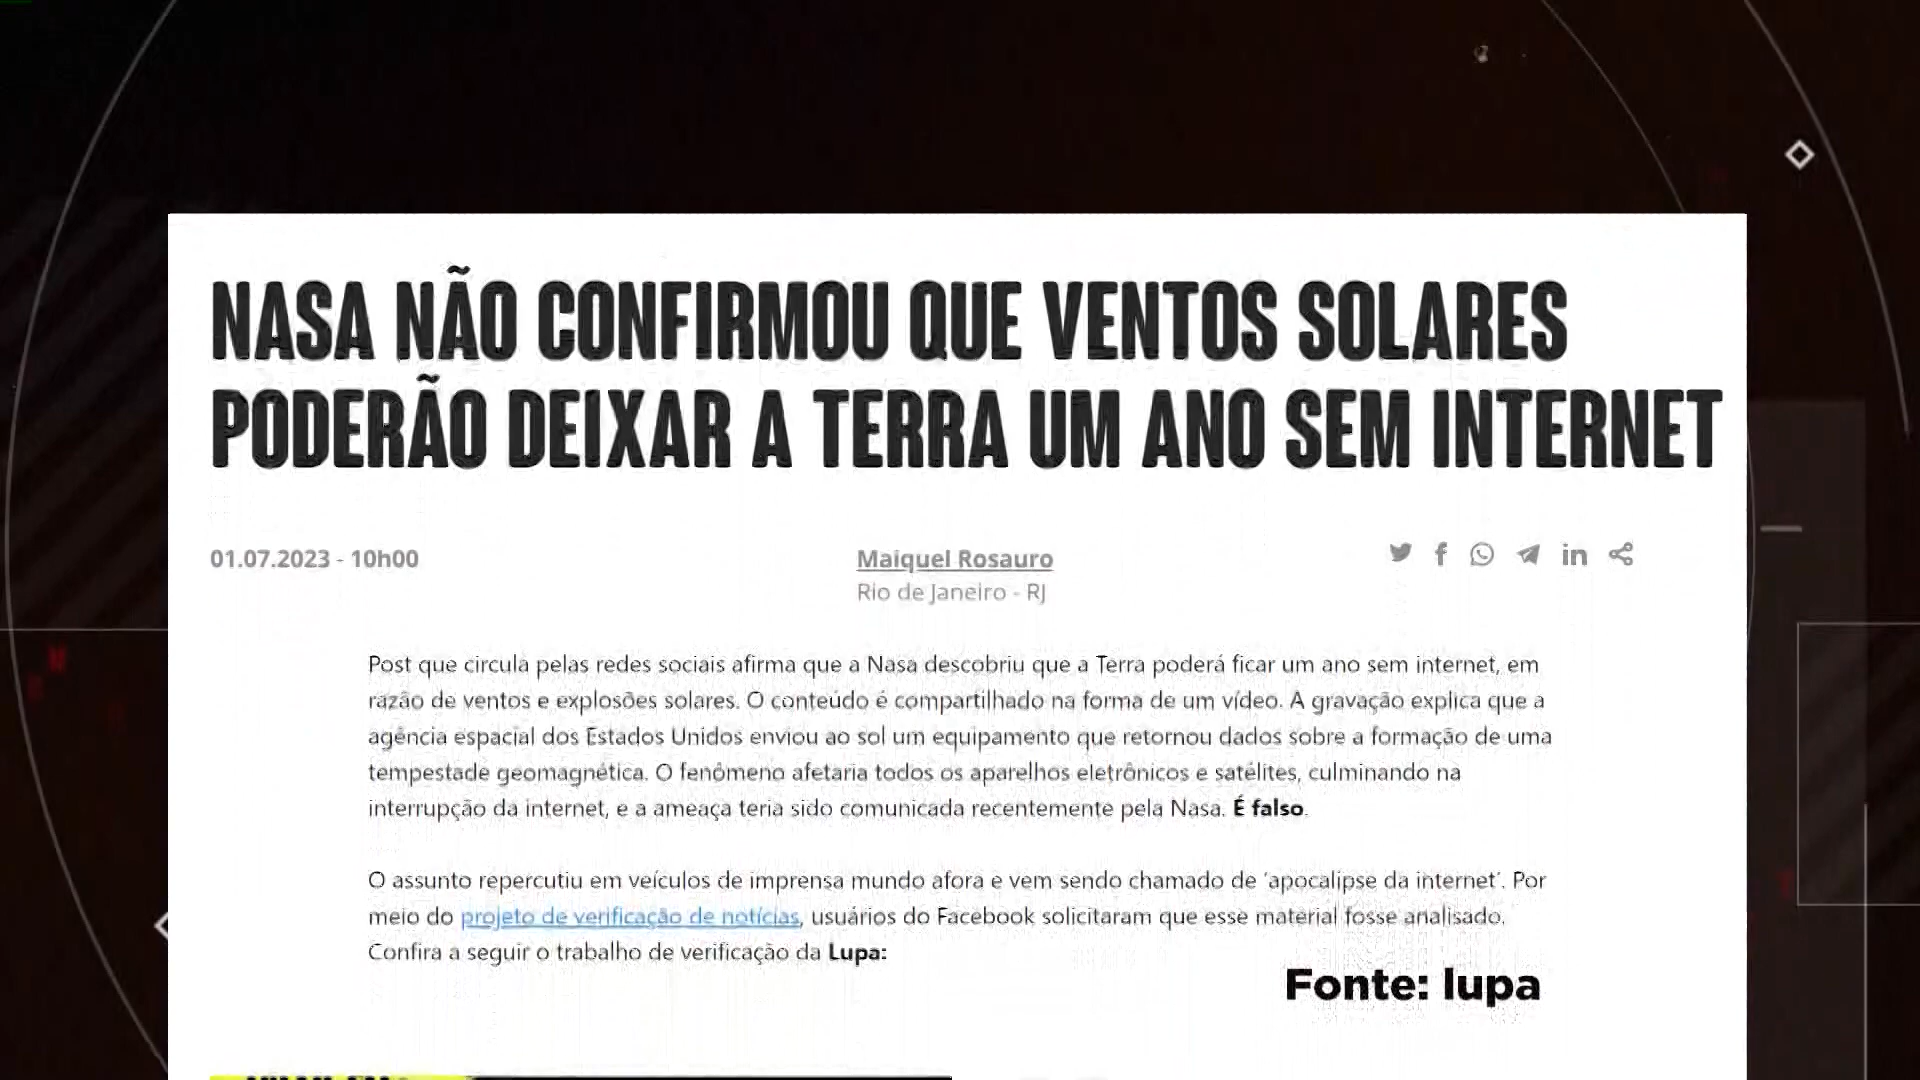 NASA NÃO CONFIRMOU QUE VENTOS SOLARES
PODERÃO DEIXAR A TERRA UM ANO SEM INTERNET
01.07.2023 - 10h00
Maiquel Rosauro
Rio de Janeiro - RJ
Post que circula pelas redes sociais afirma que a Nasa descobriu que a Terra poderá ficar um ano sem internet, em
razão de ventos e explosões solares. O conteúdo é compartilhado na forma de um vídeo. A gravação explica que a
agência espacial dos Estados Unidos enviou ao sol um equipamento que retornou dados sobre a formação de uma
tempestade geomagnética. O fenômeno afetaria todos os aparelhos eletrônicos e satélites, culminando na
interrupção da internet, e a ameaça teria sido comunicada recentemente pela Nasa. É falso.
O assunto repercutiu em veículos de imprensa mundo afora e vem sendo chamado de 'apocalipse da internet'. Por
meio do projeto de verificação de notícias, usuários do Facebook solicitaram que esse material fosse analisado.
Confira a seguir o trabalho de verificação da Lupa:
Fonte: lupa